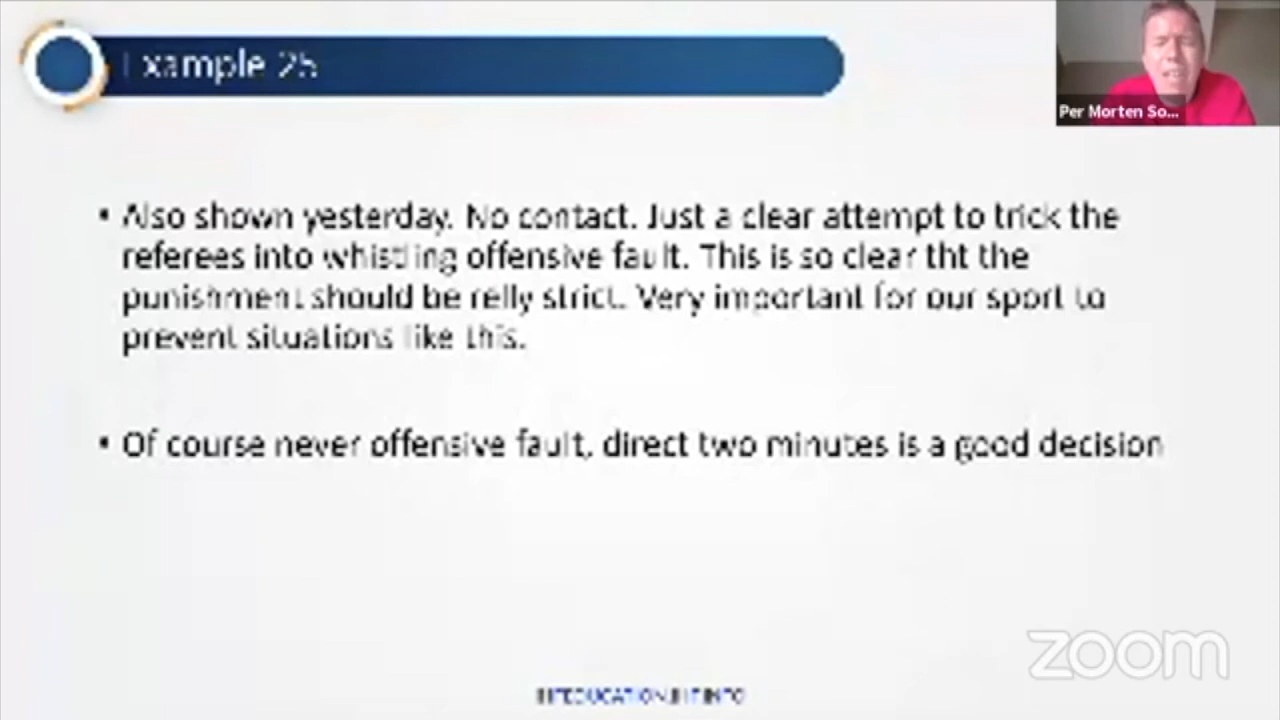 Example 25
Per Morten So...
• Also shown yesterday. No contact. Just a clear attempt to trick the
referees into whistling offensive fault. This is so clear tht the
punishment should be relly strict. Very important for our sport to
prevent situations like this.
• Of course never offensive fault, direct two minutes is a good decision
zoom